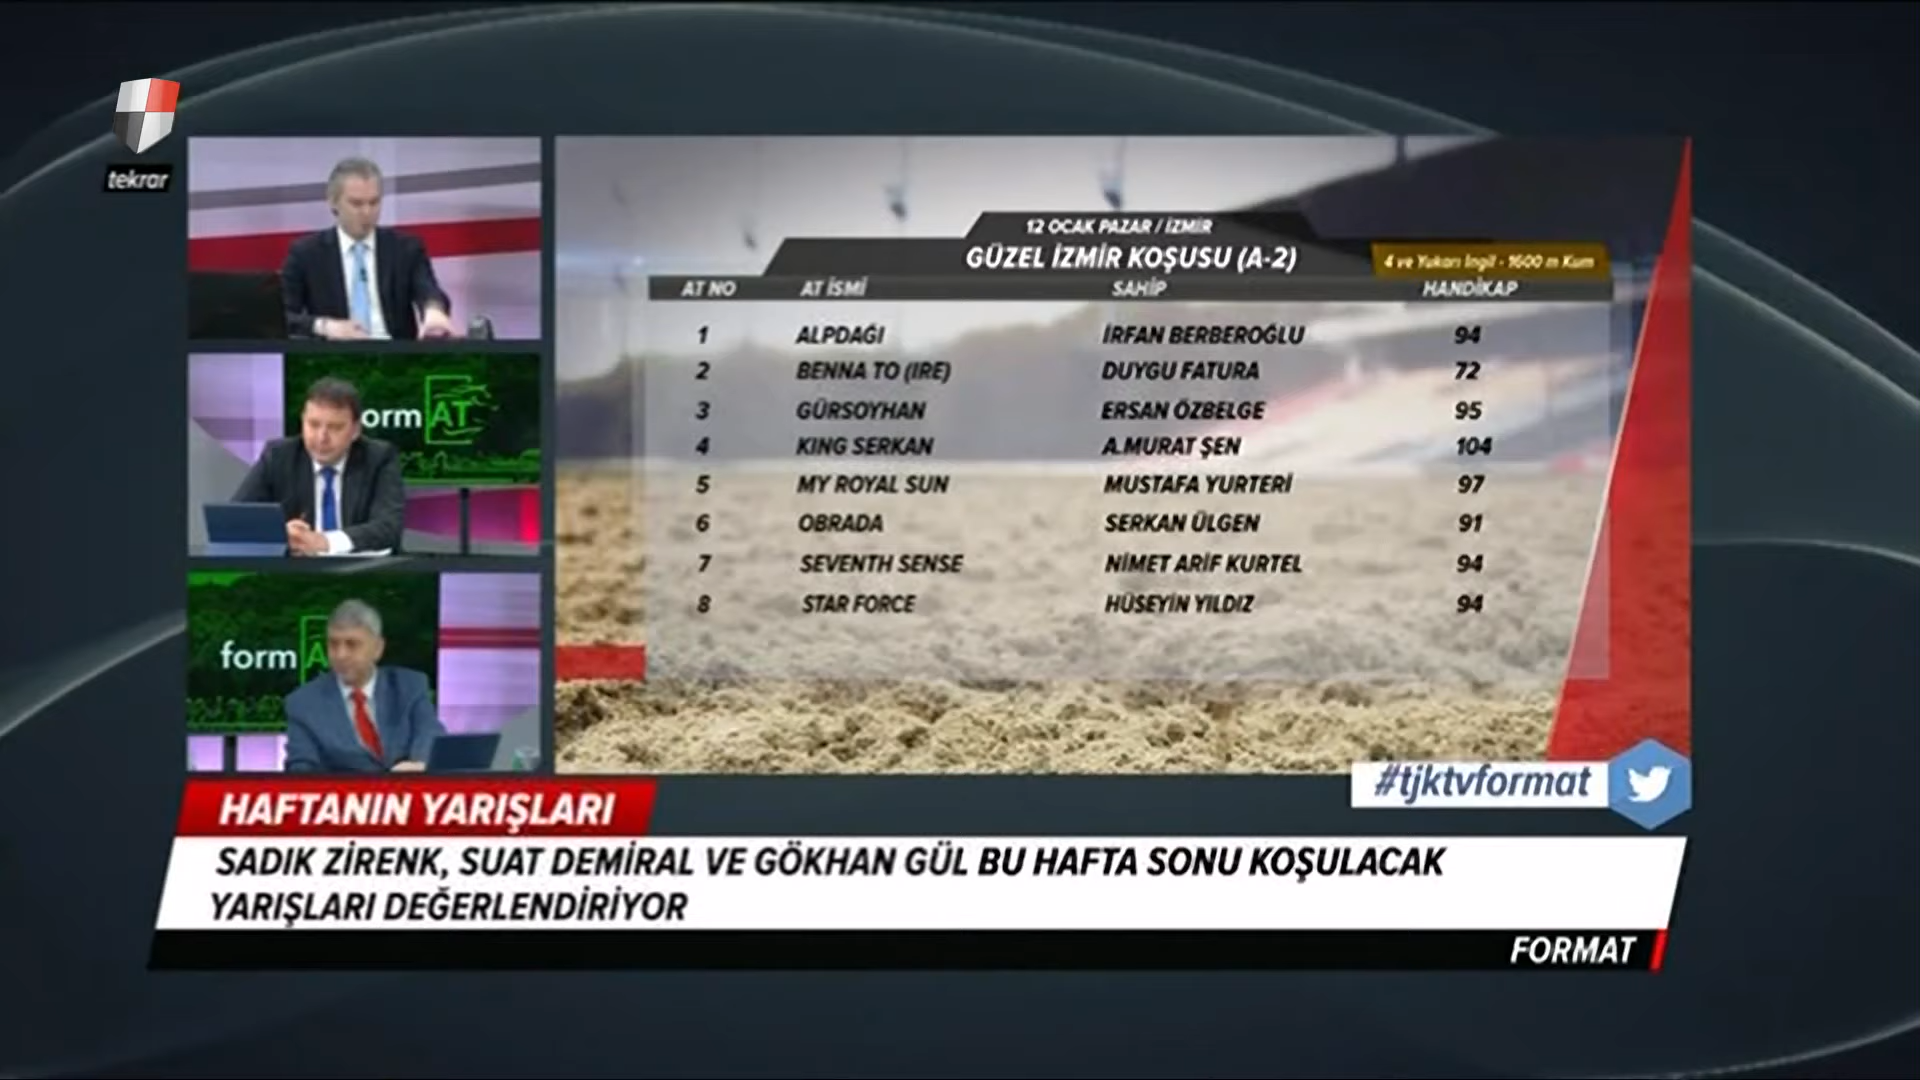 tekrar
12 OCAK PAZAR / İZMİR
GÜZEL İZMİR KOŞUSU (A-2)
4 ve Yukarı İngil - 1600 m Kum
AT NO AT İSMİ SAHİP HANDİKAP
1 ALPDAĞI İRFAN BERBEROĞLU 94
2 BENNA TO (IRE) DUYGU FATURA 72
3 GÜRSOYHAN ERSAN ÖZBELGE 95
4 KING SERKAN A.MURAT ŞEN 104
5 MY ROYAL SUN MUSTAFA YURTERİ 97
6 OBRADA SERKAN ÜLGEN 91
7 SEVENTH SENSE NİMET ARİF KURTEL 94
8 STAR FORCE HÜSEYİN YILDIZ 94
orm AT
form A
#tjktvformat
HAFTANIN YARIŞLARI
SADIK ZİRENK, SUAT DEMİRAL VE GÖKHAN GÜL BU HAFTA SONU KOŞULACAK
YARIŞLARI DEĞERLENDİRİYOR
FORMAT